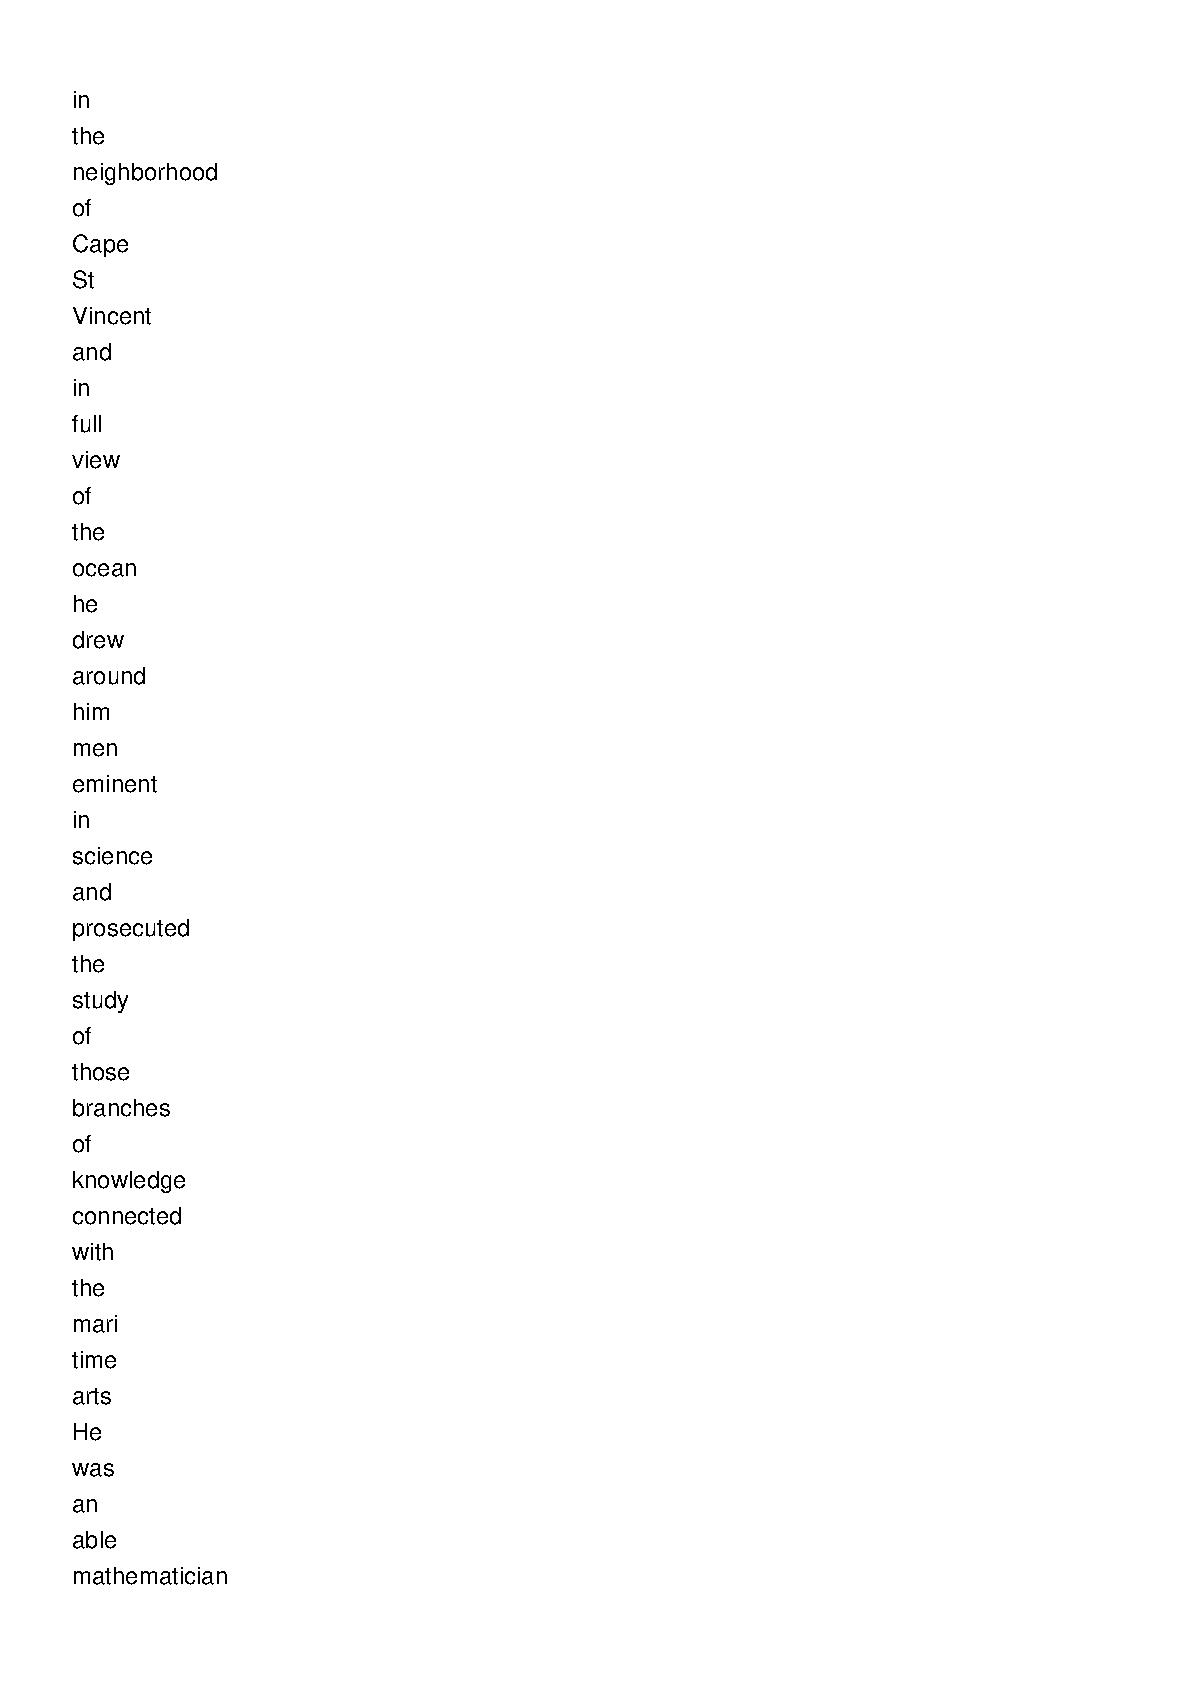 in
the
neighborhood
of
Cape
St
Vincent
and
in
full
view
of
the
ocean
he
drew
around
him
men
eminent
in
science
and
prosecuted
the
study
of
those
branches
of
knowledge
connected
with
the
mari
time
arts
He
was
an
able
mathematician